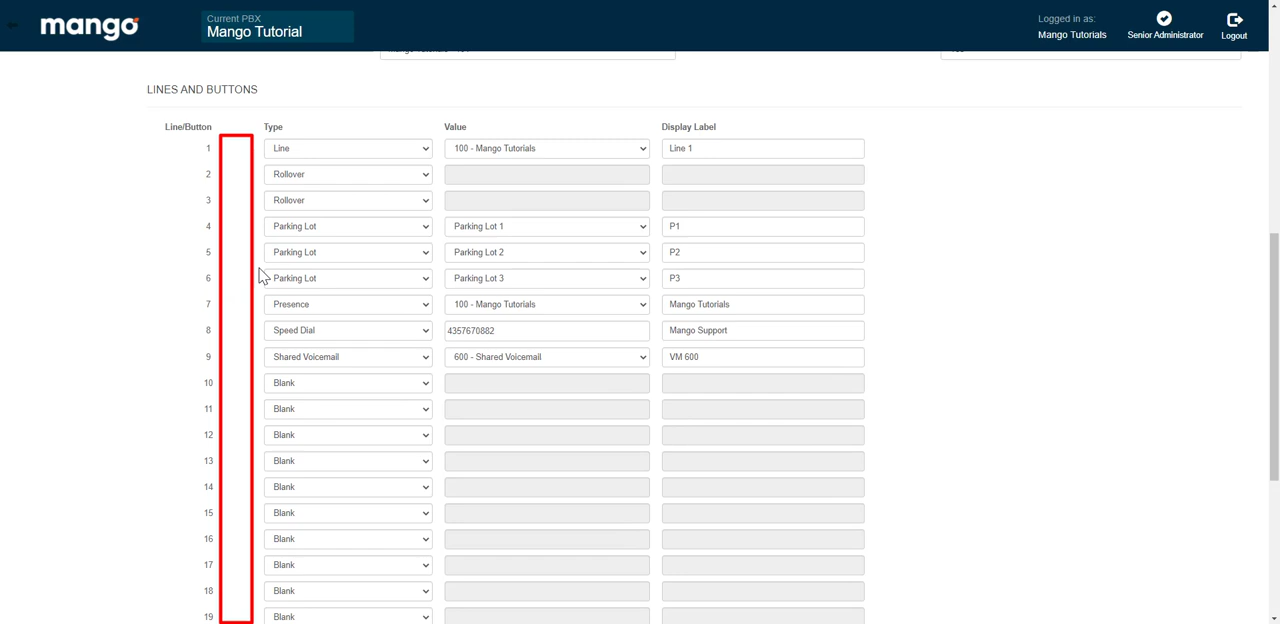 mango
Current PBX
Mango Tutorial
Logged in as:
Mango Tutorials
Senior Administrator
Logout
LINES AND BUTTONS
Line/Button Type Value Display Label
1 Line 100 - Mango Tutorials Line 1
2 Rollover
3 Rollover
4 Parking Lot Parking Lot 1 P1
5 Parking Lot Parking Lot 2 P2
6 Parking Lot Parking Lot 3 P3
7 Presence 100 - Mango Tutorials Mango Tutorials
8 Speed Dial 4357670882 Mango Support
9 Shared Voicemail 600 - Shared Voicemail VM 600
10 Blank
11 Blank
12 Blank
13 Blank
14 Blank
15 Blank
16 Blank
17 Blank
18 Blank
19 Blank